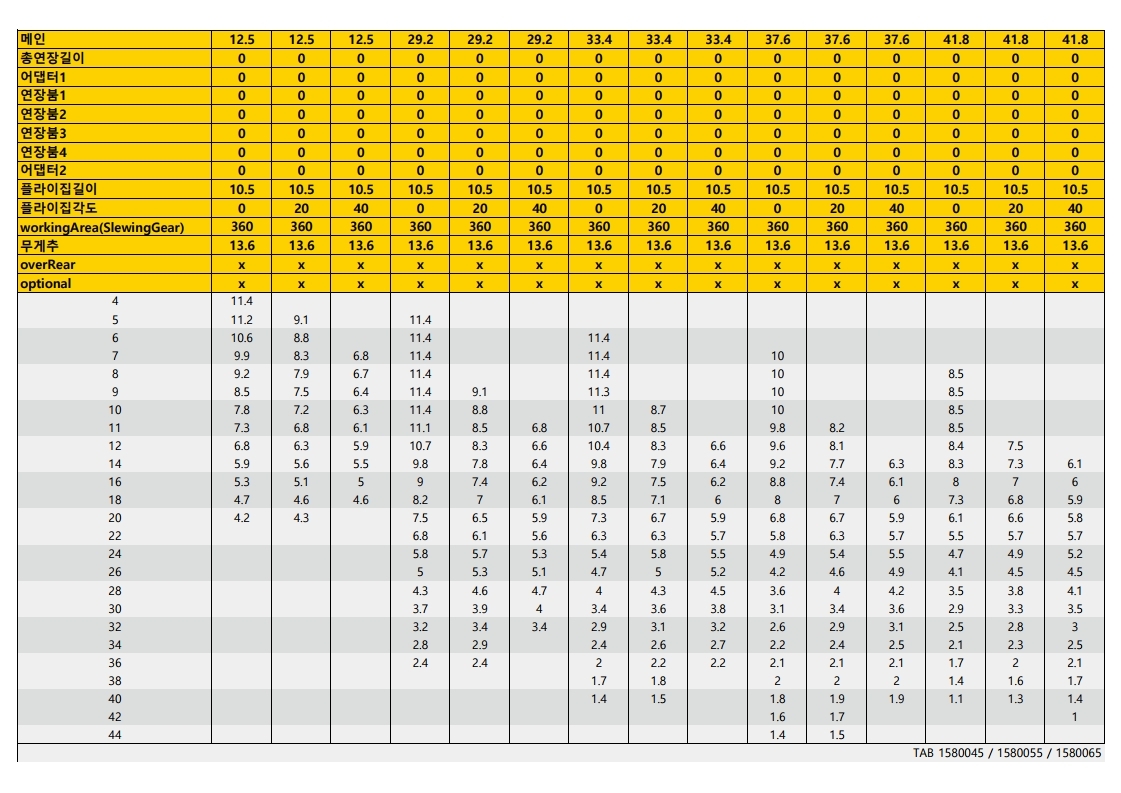 메인 12.5 12.5 12.5 29.2 29.2 29.2 33.4 33.4 33.4 37.6 37.6 37.6 41.8 41.8 41.8
총연장길이 0 0 0 0 0 0 0 0 0 0 0 0 0 0 0
어댑터1 0 0 0 0 0 0 0 0 0 0 0 0 0 0 0
연장붐1 0 0 0 0 0 0 0 0 0 0 0 0 0 0 0
연장붐2 0 0 0 0 0 0 0 0 0 0 0 0 0 0 0
연장붐3 0 0 0 0 0 0 0 0 0 0 0 0 0 0 0
연장붐4 0 0 0 0 0 0 0 0 0 0 0 0 0 0 0
어댑터2 0 0 0 0 0 0 0 0 0 0 0 0 0 0 0
플라이집길이 10.5 10.5 10.5 10.5 10.5 10.5 10.5 10.5 10.5 10.5 10.5 10.5 10.5 10.5 10.5
플라이집각도 0 20 40 0 20 40 0 20 40 0 20 40 0 20 40
workingArea(SlewingGear) 360 360 360 360 360 360 360 360 360 360 360 360 360 360 360
무게추 13.6 13.6 13.6 13.6 13.6 13.6 13.6 13.6 13.6 13.6 13.6 13.6 13.6 13.6 13.6
overRear x x x x x x x x x x x x x x x
optional x x x x x x x x x x x x x x x
4 11.4
5 11.2 9.1 11.4
6 10.6 8.8 11.4 11.4
7 9.9 8.3 6.8 11.4 11.4 10
8 9.2 7.9 6.7 11.4 11.4 10 8.5
9 8.5 7.5 6.4 11.4 9.1 11.3 10 8.5
10 7.8 7.2 6.3 11.4 8.8 11 8.7 10 8.5
11 7.3 6.8 6.1 11.1 8.5 6.8 10.7 8.5 9.8 8.2 8.5
12 6.8 6.3 5.9 10.7 8.3 6.6 10.4 8.3 6.6 9.6 8.1 8.4 7.5
14 5.9 5.6 5.5 9.8 7.8 6.4 9.8 7.9 6.4 9.2 7.7 6.3 8.3 7.3 6.1
16 5.3 5.1 5 9 7.4 6.2 9.2 7.5 6.2 8.8 7.4 6.1 8 7 6
18 4.7 4.6 4.6 8.2 7 6.1 8.5 7.1 6 8 7 6 7.3 6.8 5.9
20 4.2 4.3 7.5 6.5 5.9 7.3 6.7 5.9 6.8 6.7 5.9 6.1 6.6 5.8
22 6.8 6.1 5.6 6.3 6.3 5.7 5.8 6.3 5.7 5.5 5.7 5.7
24 5.8 5.7 5.3 5.4 5.8 5.5 4.9 5.4 5.5 4.7 4.9 5.2
26 5 5.3 5.1 4.7 5 5.2 4.2 4.6 4.9 4.1 4.5 4.5
28 4.3 4.6 4.7 4 4.3 4.5 3.6 4 4.2 3.5 3.8 4.1
30 3.7 3.9 4 3.4 3.6 3.8 3.1 3.4 3.6 2.9 3.3 3.5
32 3.2 3.4 3.4 2.9 3.1 3.2 2.6 2.9 3.1 2.5 2.8 3
34 2.8 2.9 2.4 2.6 2.7 2.2 2.4 2.5 2.1 2.3 2.5
36 2.4 2.4 2 2.2 2.2 2.1 2.1 2.1 1.7 2 2.1
38 1.7 1.8 2 2 2 1.4 1.6 1.7
40 1.4 1.5 1.8 1.9 1.9 1.1 1.3 1.4
42 1.6 1.7 1
44 1.4 1.5
TAB 1580045 / 1580055 / 1580065